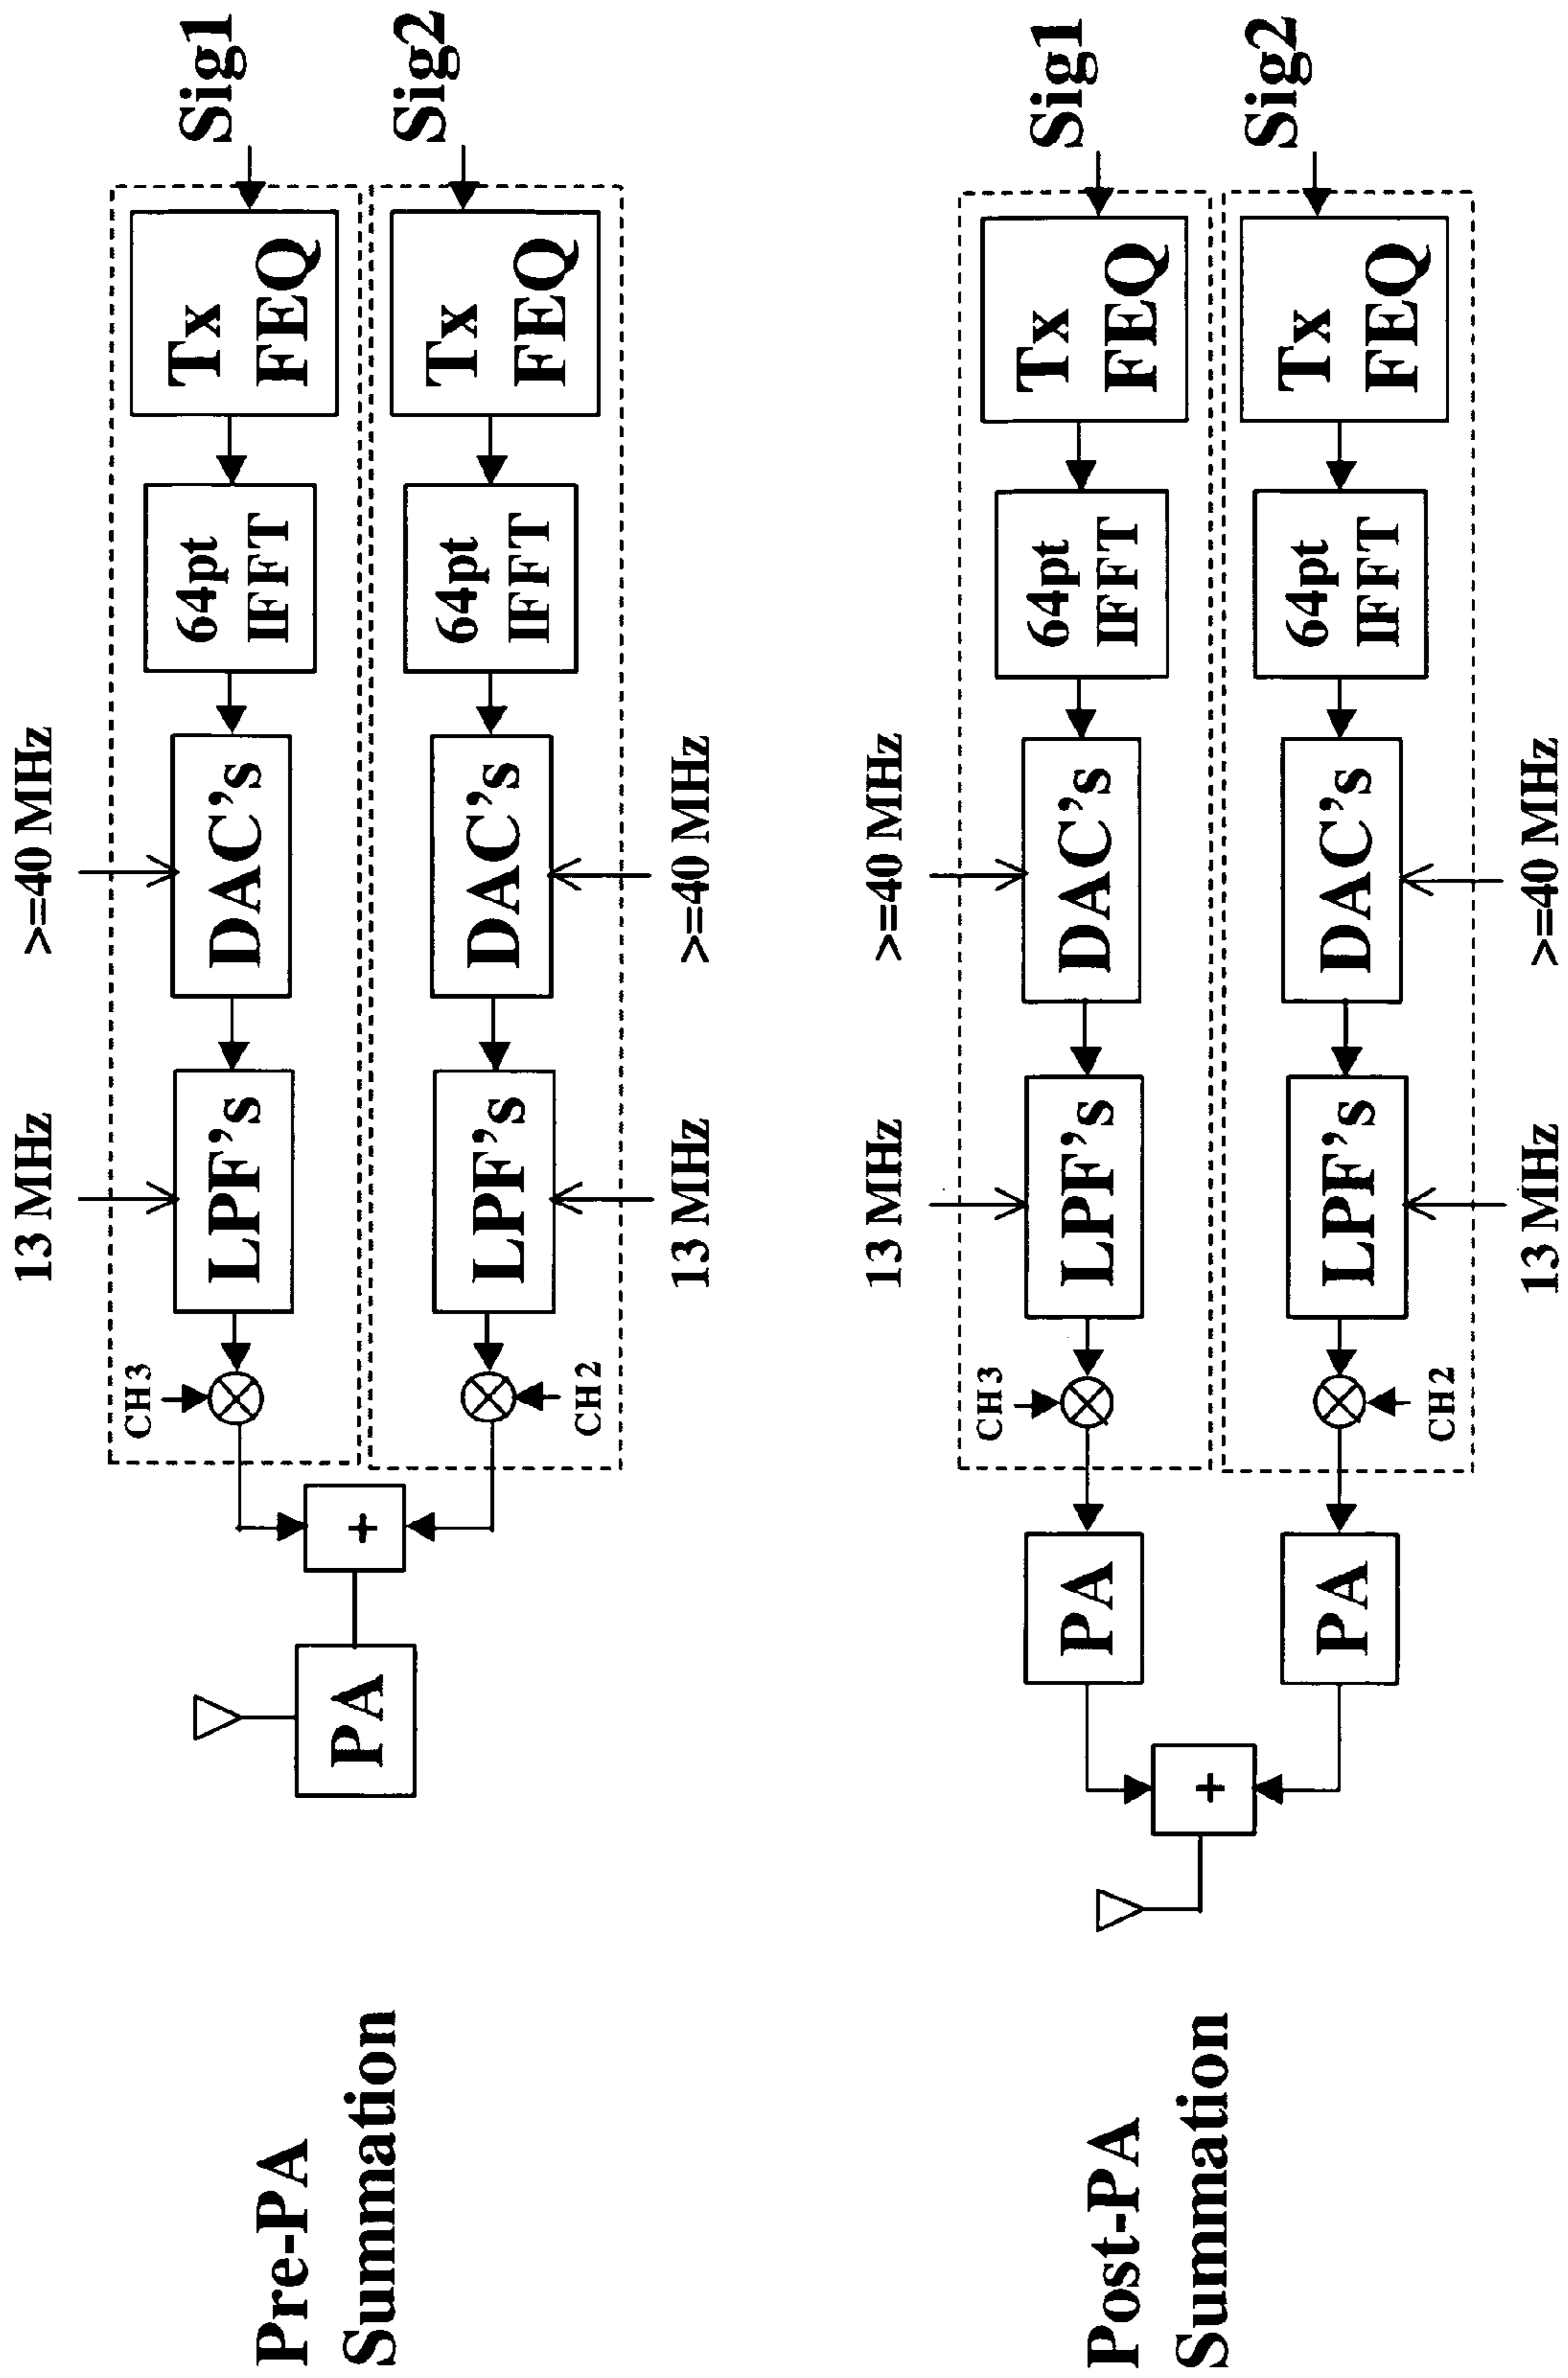 Pre-PA
Summation
13 MHz
>=40 MHz
CH3
LPF's
DAC's
64pt
IFFT
Tx
FEQ
Sig1
PA
+
CH2
LPF's
DAC's
64pt
IFFT
Tx
FEQ
Sig2
13 MHz
>=40 MHz
Post-PA
Summation
13 MHz
>=40 MHz
CH3
PA
LPF's
DAC's
64pt
IFFT
Tx
FEQ
Sig1
+
PA
CH2
LPF's
DAC's
64pt
IFFT
Tx
FEQ
Sig2
13 MHz
>=40 MHz